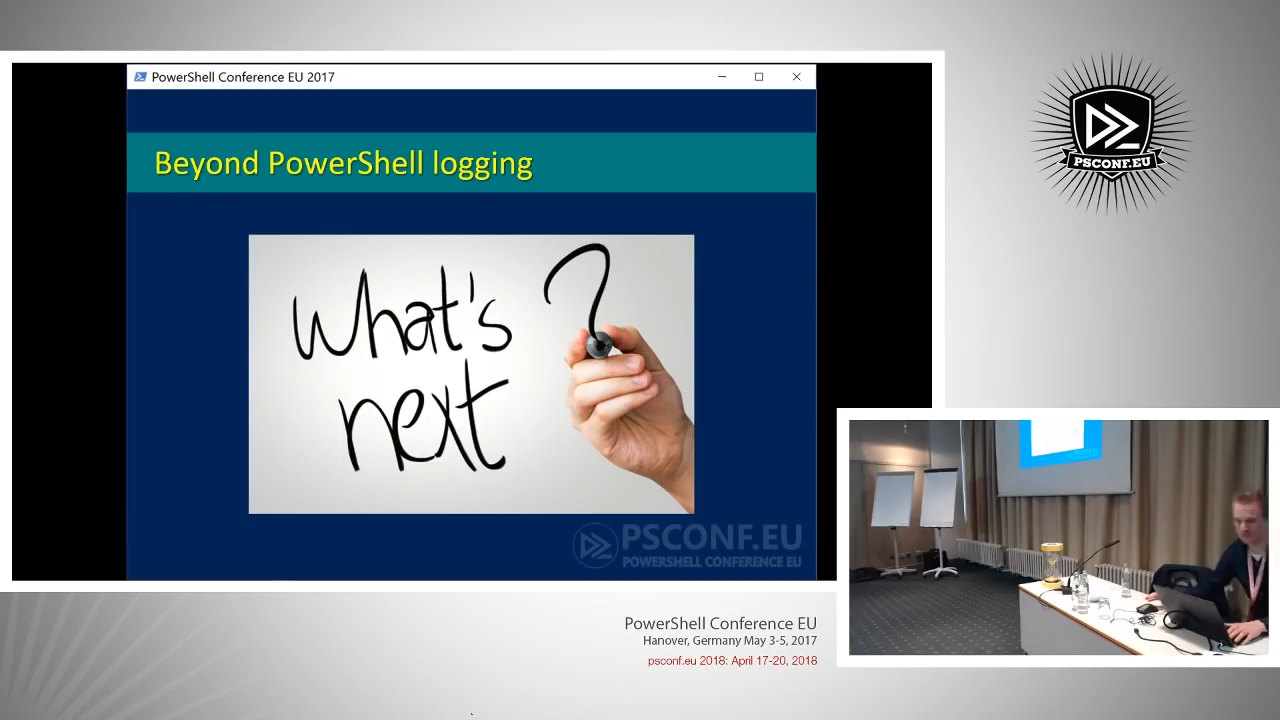 PowerShell Conference EU 2017
Beyond PowerShell logging
What's ?
next
PSCONF.EU
POWERSHELL CONFERENCE EU
PSCONF.EU
PowerShell Conference EU
Hanover, Germany May 3-5, 2017
psconf.eu 2018: April 17-20, 2018